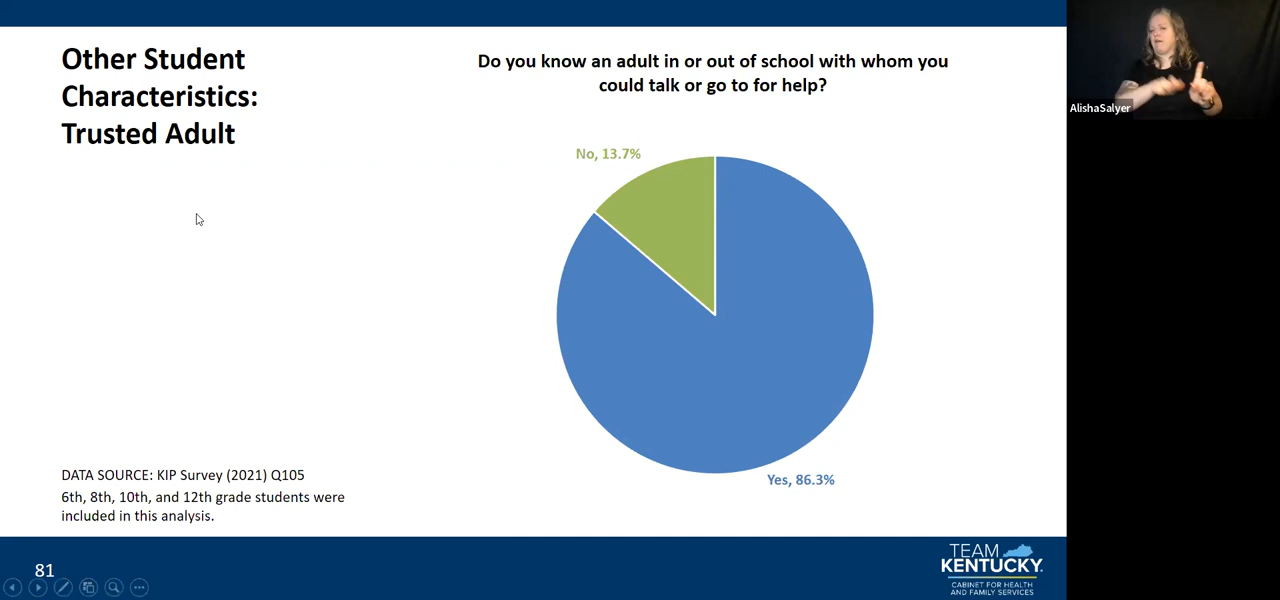 Other Student
Characteristics:
Trusted Adult
Do you know an adult in or out of school with whom you
could talk or go to for help?
No, 13.7%
Yes, 86.3%
DATA SOURCE: KIP Survey (2021) Q105
6th, 8th, 10th, and 12th grade students were
included in this analysis.
81
TEAM
KENTUCKY.
CABINET FOR HEALTH
AND FAMILY SERVICES
AlishaSalyer